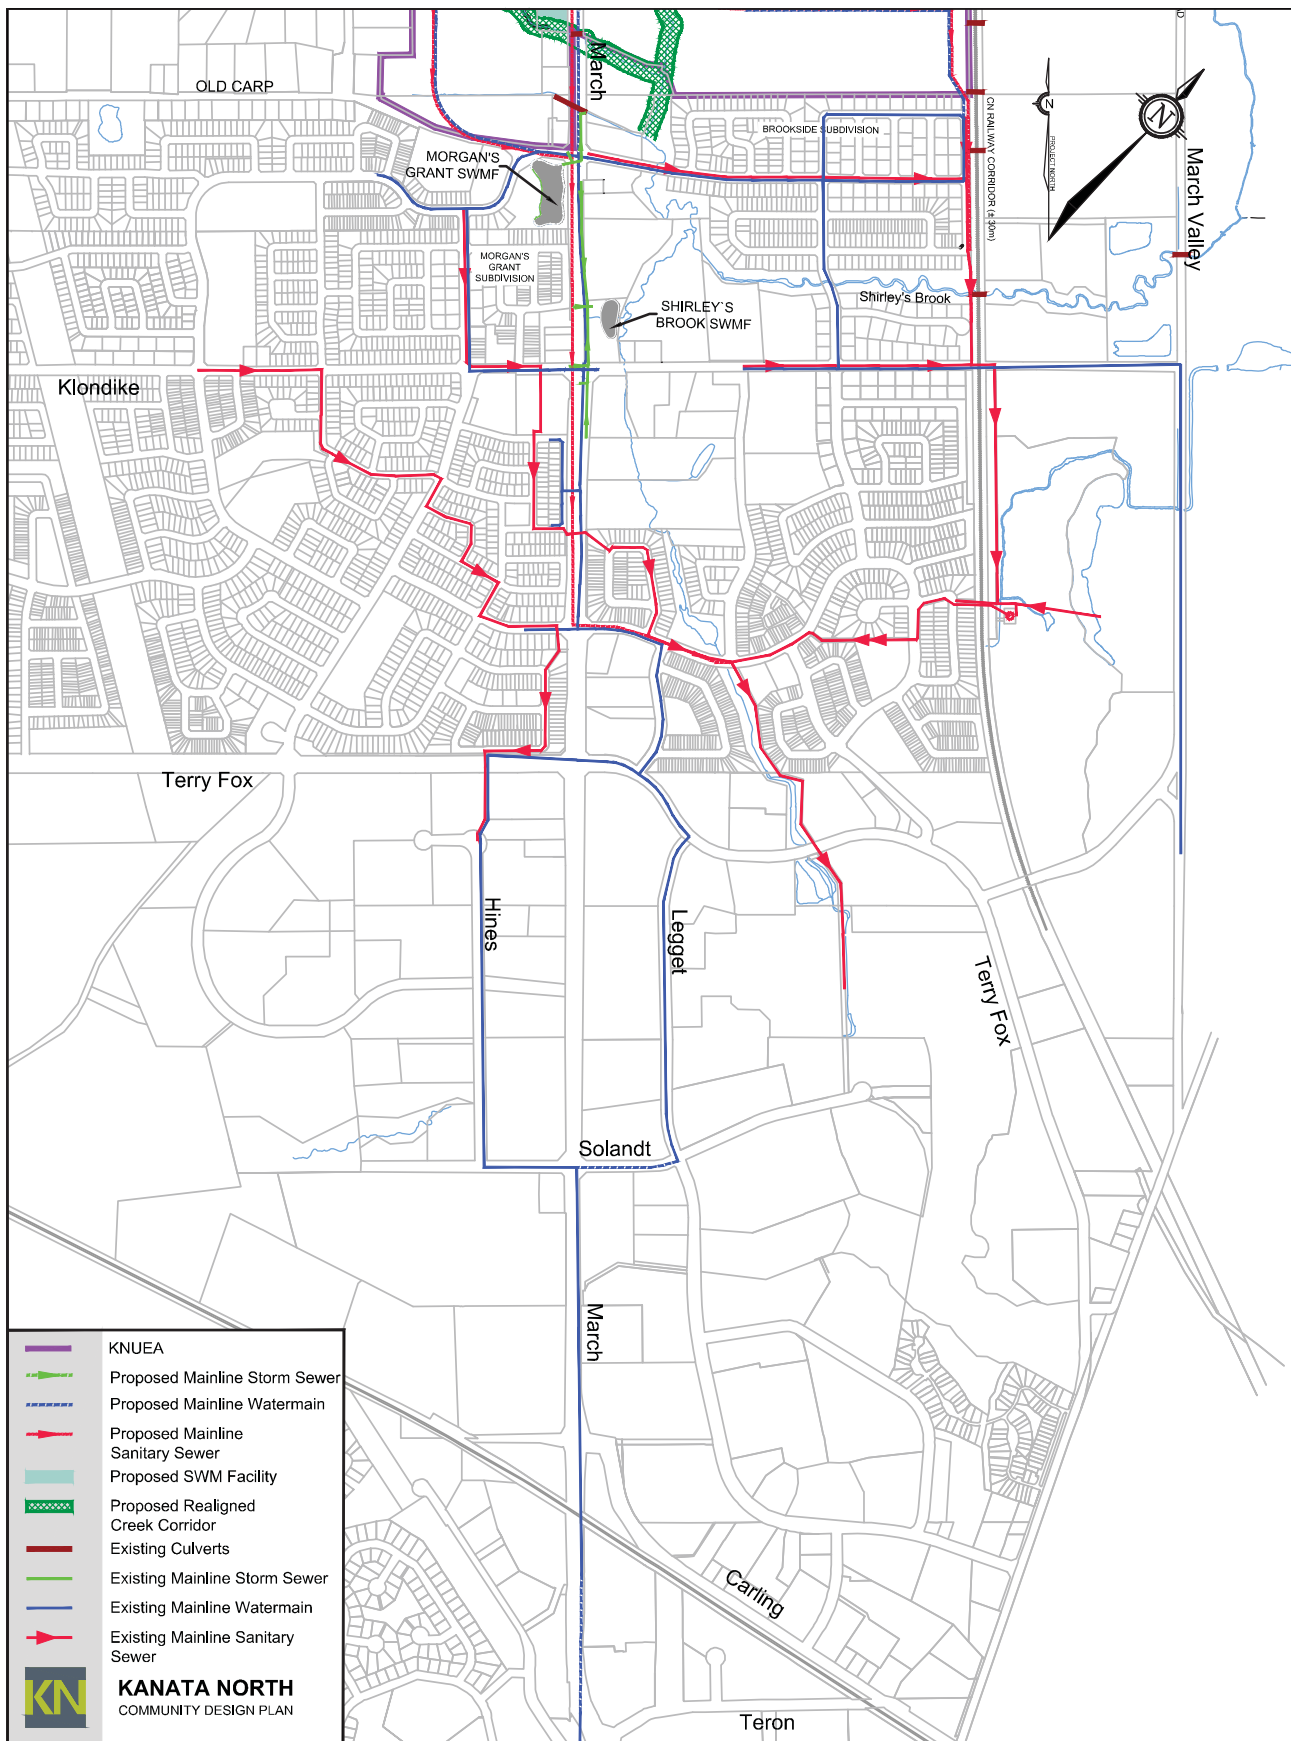 March
OLD CARP
BROOKSIDE SUBDIVISION
MORGAN'S
GRANT SWMF
CN RAILWAY CORRIDOR (± 30m)
N
PROJECT NORTH
N
March Valley
MORGAN'S
GRANT
SUBDIVISION
Shirley's Brook
SHIRLEY'S
BROOK SWMF
Klondike
Terry Fox
Hines
Legget
Terry Fox
Solandt
March
Carling
Teron
KNUEA
Proposed Mainline Storm Sewer
Proposed Mainline Watermain
Proposed Mainline
Sanitary Sewer
Proposed SWM Facility
Proposed Realigned
Creek Corridor
Existing Culverts
Existing Mainline Storm Sewer
Existing Mainline Watermain
Existing Mainline Sanitary
Sewer
KN
KANATA NORTH
COMMUNITY DESIGN PLAN